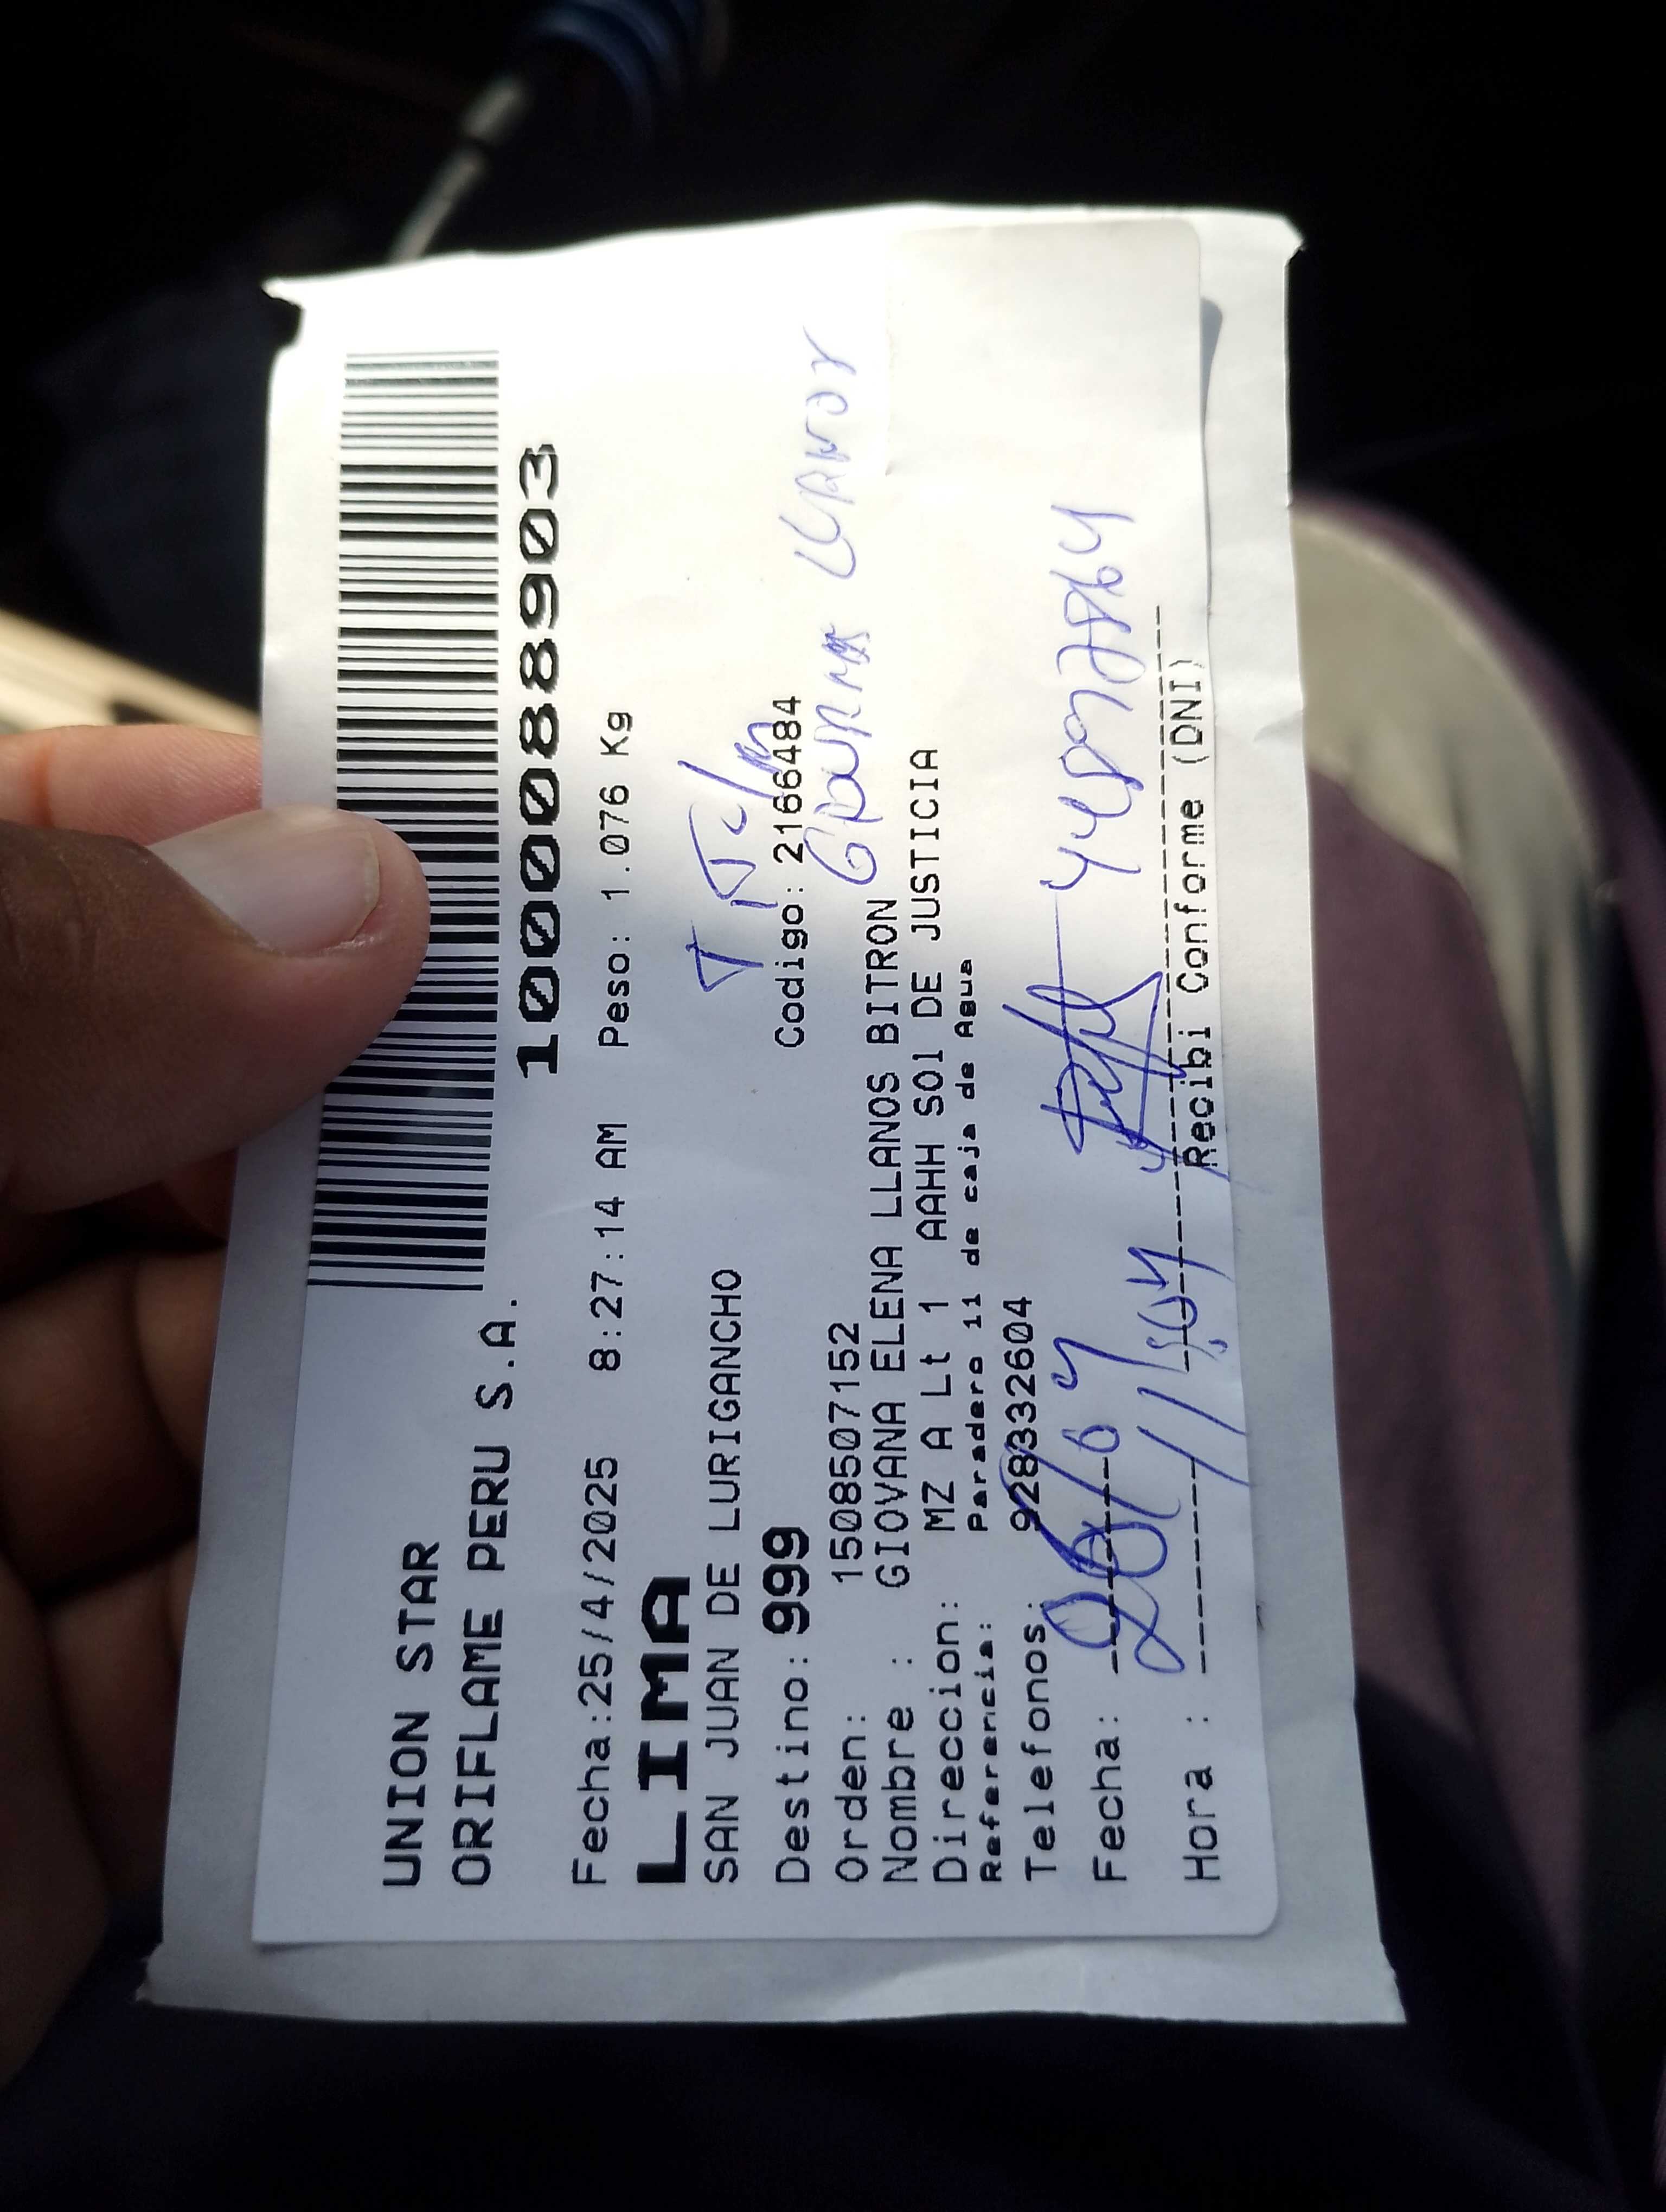 UNION STAR
ORIFLAME PERU S.A.
1000088903
Fecha:25/4/2025 8:27:14 AM Peso: 1.076 Kg
LIMA
SAN JUAN DE LURIGANCHO
Destino: 999 Codigo: 2166484
Orden: 1508507152
Nombre : GIOVANA ELENA LLANOS BITRON
Direccion: MZ A Lt 1 AAHH SOl DE JUSTICIA
Referencia: Paradero 11 de caja de Agua
Telefonos: 928332604
Fecha:
Hora : 11:04
Recibi Conforme (DNI)